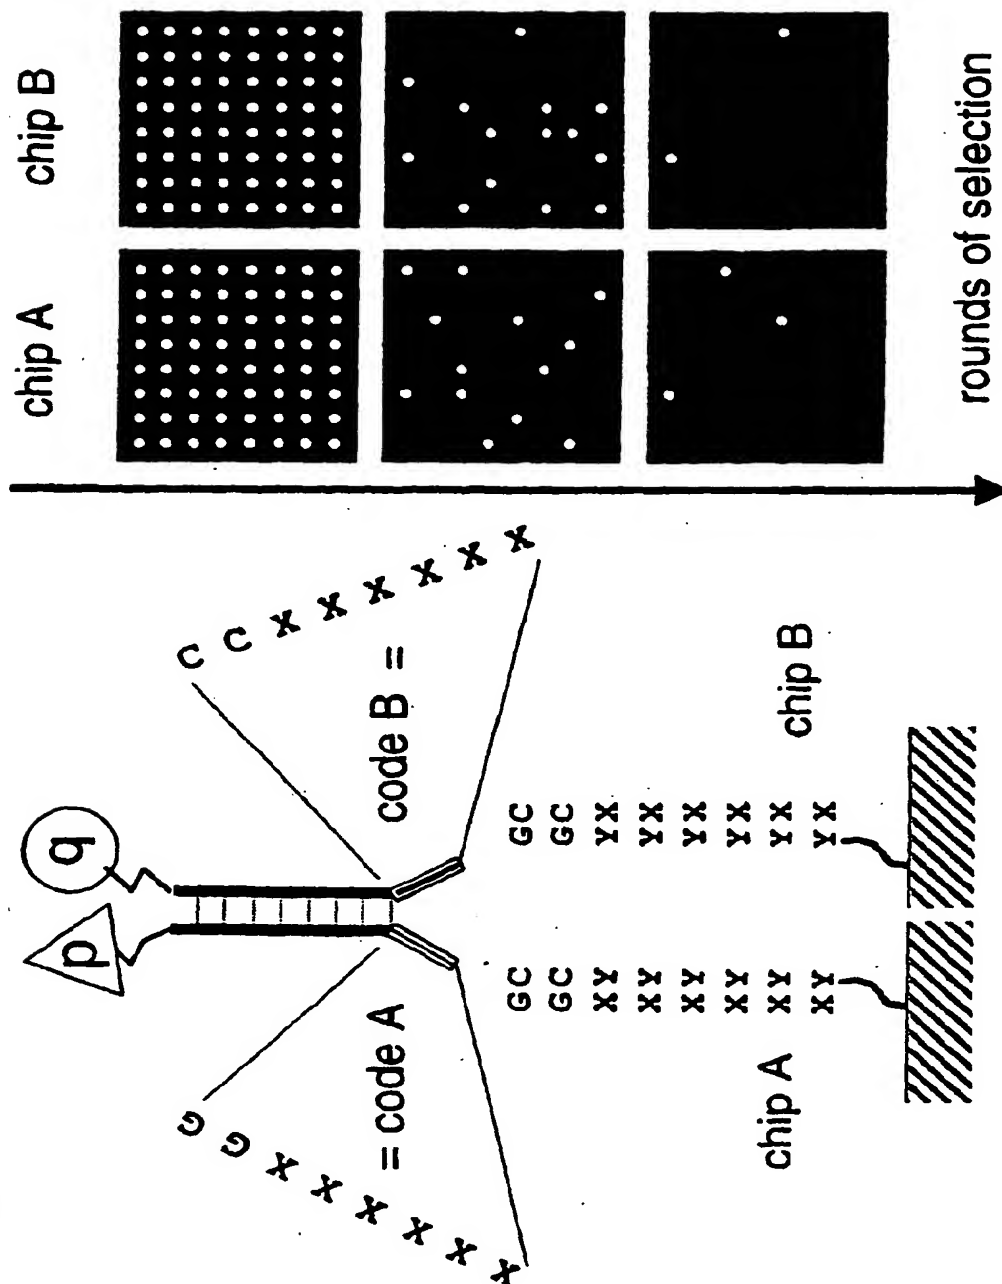 chip A chip B
p q
G
G
X
X
X
X
X
X
= code A
code B =
C
C
X
X
X
X
X
X
GC
GC
XY
XY
XY
XY
XY
XY
chip A
GC
GC
YX
YX
YX
YX
YX
YX
chip B
rounds of selection